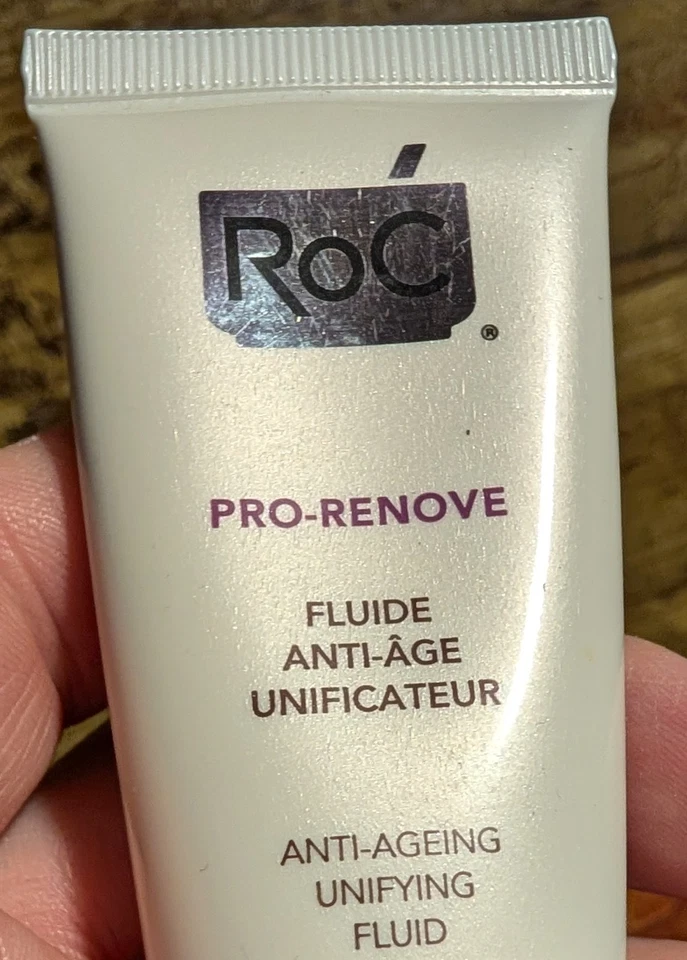 RoC
®
PRO-RENOVE
FLUIDE
ANTI-ÂGE
UNIFICATEUR
ANTI-AGEING
UNIFYING
FLUID